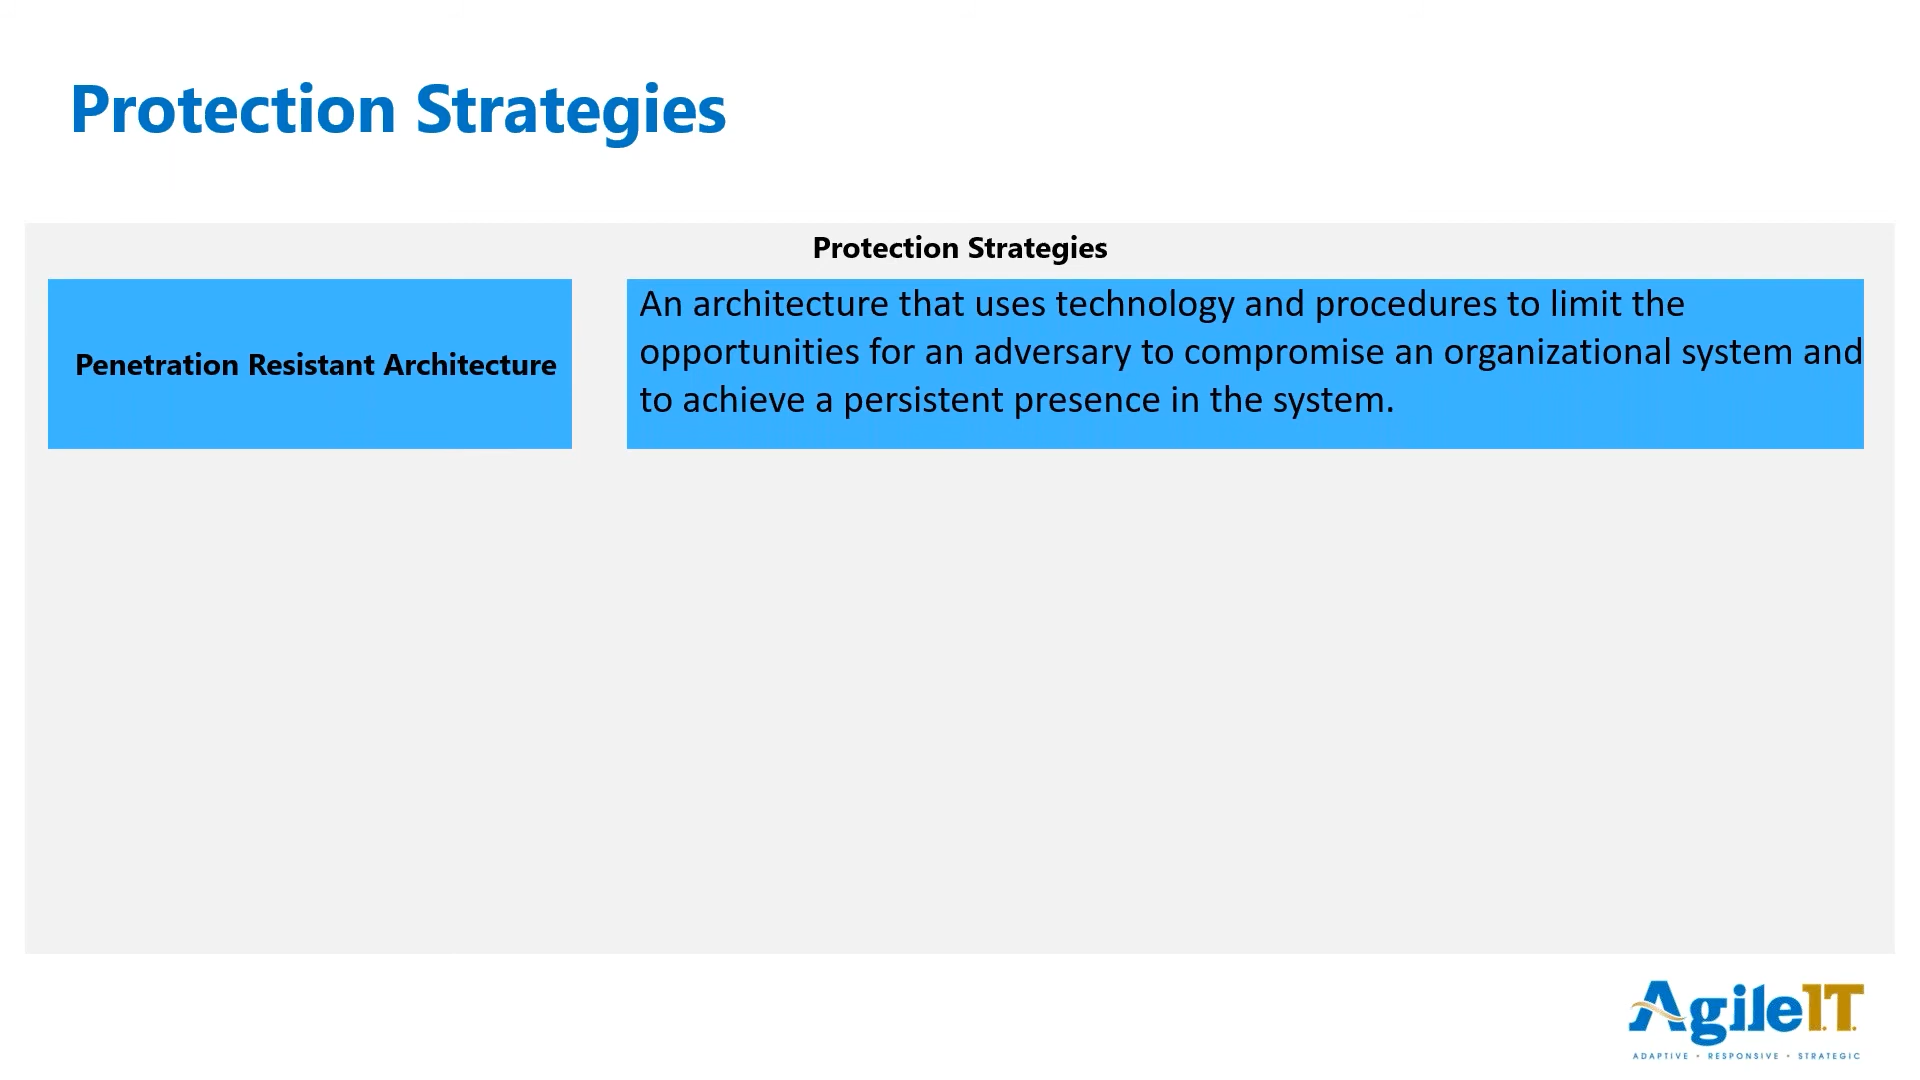 Protection Strategies
Protection Strategies
Penetration Resistant Architecture
An architecture that uses technology and procedures to limit the
opportunities for an adversary to compromise an organizational system and
to achieve a persistent presence in the system.
AgileI.T.
ADAPTIVE • RESPONSIVE • STRATEGIC